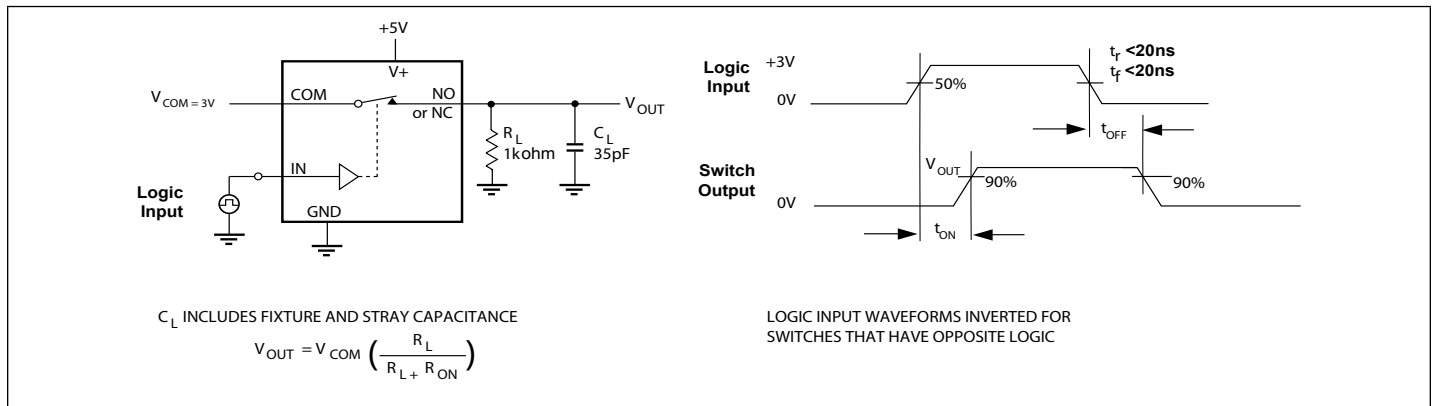 +5V
V+
V COM = 3V
COM
NO
or NC
V OUT
R L
1kohm
C L
35pF
IN
Logic
Input
GND
C L INCLUDES FIXTURE AND STRAY CAPACITANCE
V OUT = V COM ( R L / R L + R ON )
Logic
Input
+3V
0V
50%
t r <20ns
t f <20ns
t OFF
Switch
Output
V OUT
0V
90%
90%
t ON
LOGIC INPUT WAVEFORMS INVERTED FOR
SWITCHES THAT HAVE OPPOSITE LOGIC